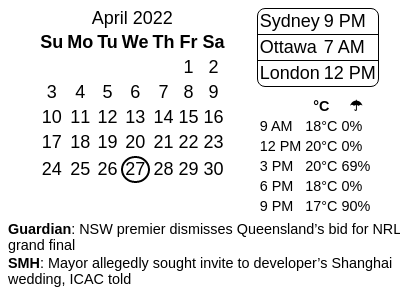 April 2022
Su Mo Tu We Th Fr Sa
1 2
3 4 5 6 7 8 9
10 11 12 13 14 15 16
17 18 19 20 21 22 23
24 25 26 27 28 29 30
Sydney 9 PM
Ottawa 7 AM
London 12 PM
°C ☂
9 AM 18°C 0%
12 PM 20°C 0%
3 PM 20°C 69%
6 PM 18°C 0%
9 PM 17°C 90%
Guardian: NSW premier dismisses Queensland’s bid for NRL
grand final
SMH: Mayor allegedly sought invite to developer’s Shanghai
wedding, ICAC told